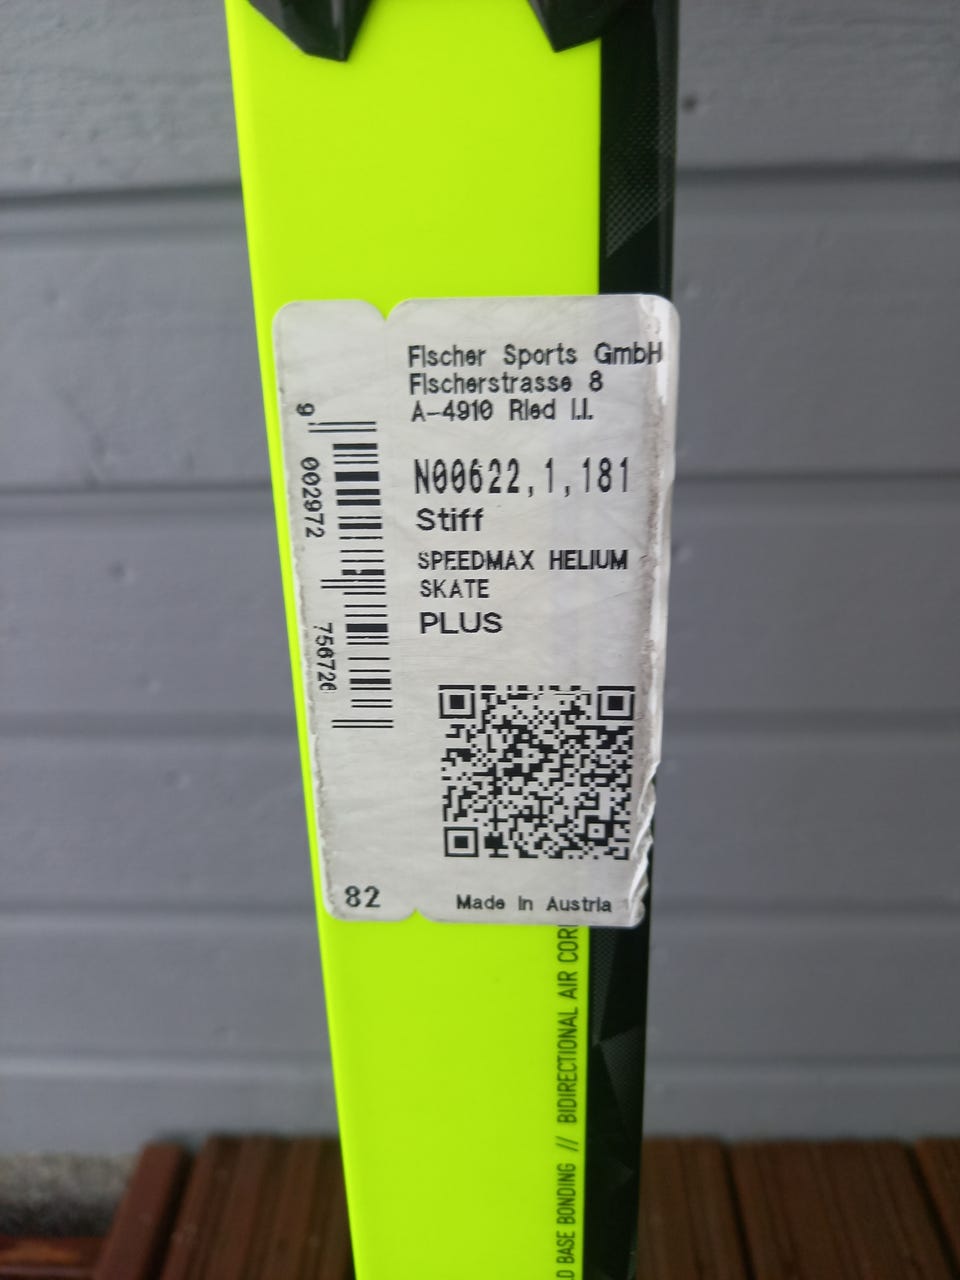 Fischer Sports GmbH
Fischerstrasse 8
A-4910 Ried I.I.
N00622,1,181
Stiff
SPEEDMAX HELIUM
SKATE
PLUS
9 002972 756726
82
Made in Austria
BASE BONDING // BIDIRECTIONAL AIR